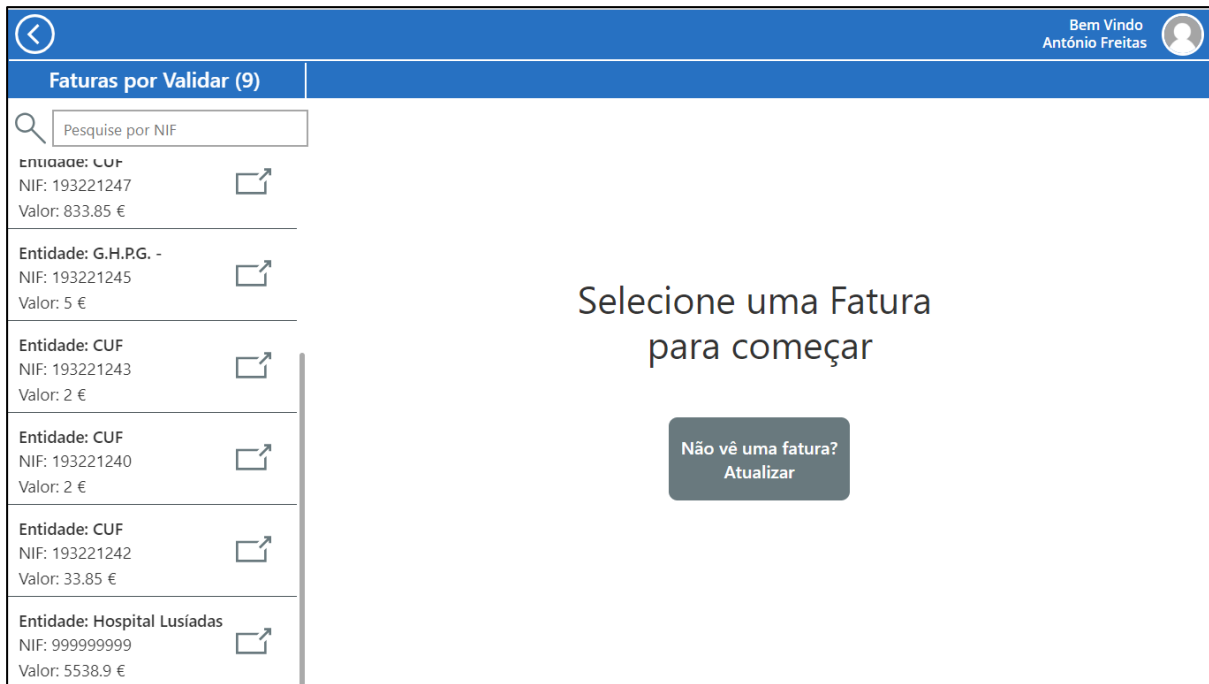 Bem Vindo
António Freitas
Faturas por Validar (9)
Pesquise por NIF
Entidade: CUF
NIF: 193221247
Valor: 833.85 €
Entidade: G.H.P.G. -
NIF: 193221245
Valor: 5 €
Entidade: CUF
NIF: 193221243
Valor: 2 €
Entidade: CUF
NIF: 193221240
Valor: 2 €
Entidade: CUF
NIF: 193221242
Valor: 33.85 €
Entidade: Hospital Lusíadas
NIF: 999999999
Valor: 5538.9 €
Selecione uma Fatura
para começar
Não vê uma fatura?
Atualizar